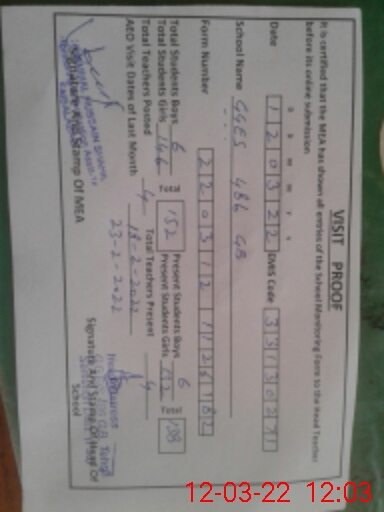 VISIT PROOF
It is certified that the MEA has shown all entries of the School Monitoring Form to the Head Teacher
before its online submission
D D M M Y Y
Date 1 2 0 3 2 2 EMIS Code 3 3 1 3 0 2 7 1
School Name GGES 486 GB
Form Number 2 2 0 3 1 2 1 1 2 6 1 8 2
Total Students Boys 6 Total 152 Present Students Boys 6 Total 138
Total Students Girls 146 Present Students Girls 132
Total Teachers Posted 4 Total Teachers Present 4
AEO Visit Dates of Last Month 18-2-2022
23-2-2022
Signature And Stamp Of MEA
Signature And Stamp Of Head Of
School
12-03-22 12:03